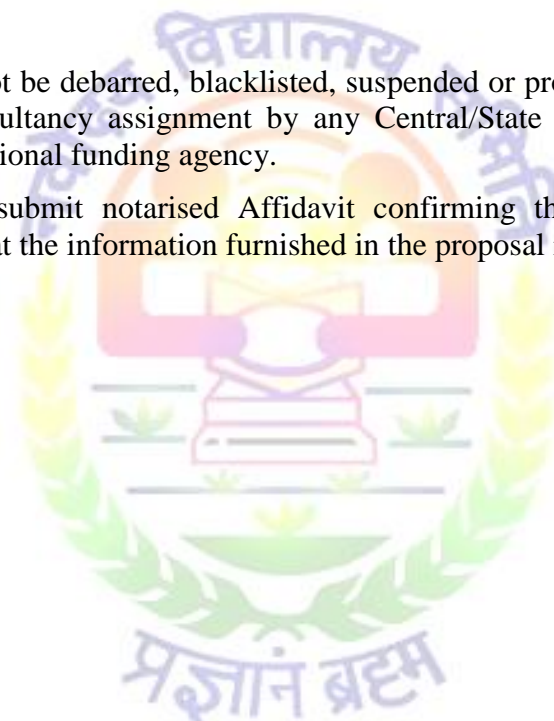 विद्यालय
ot be debarred, blacklisted, suspended or pro
ultancy assignment by any Central/State
ional funding agency.
submit notarised Affidavit confirming th
at the information furnished in the proposal
प्रज्ञानं ब्रह्म